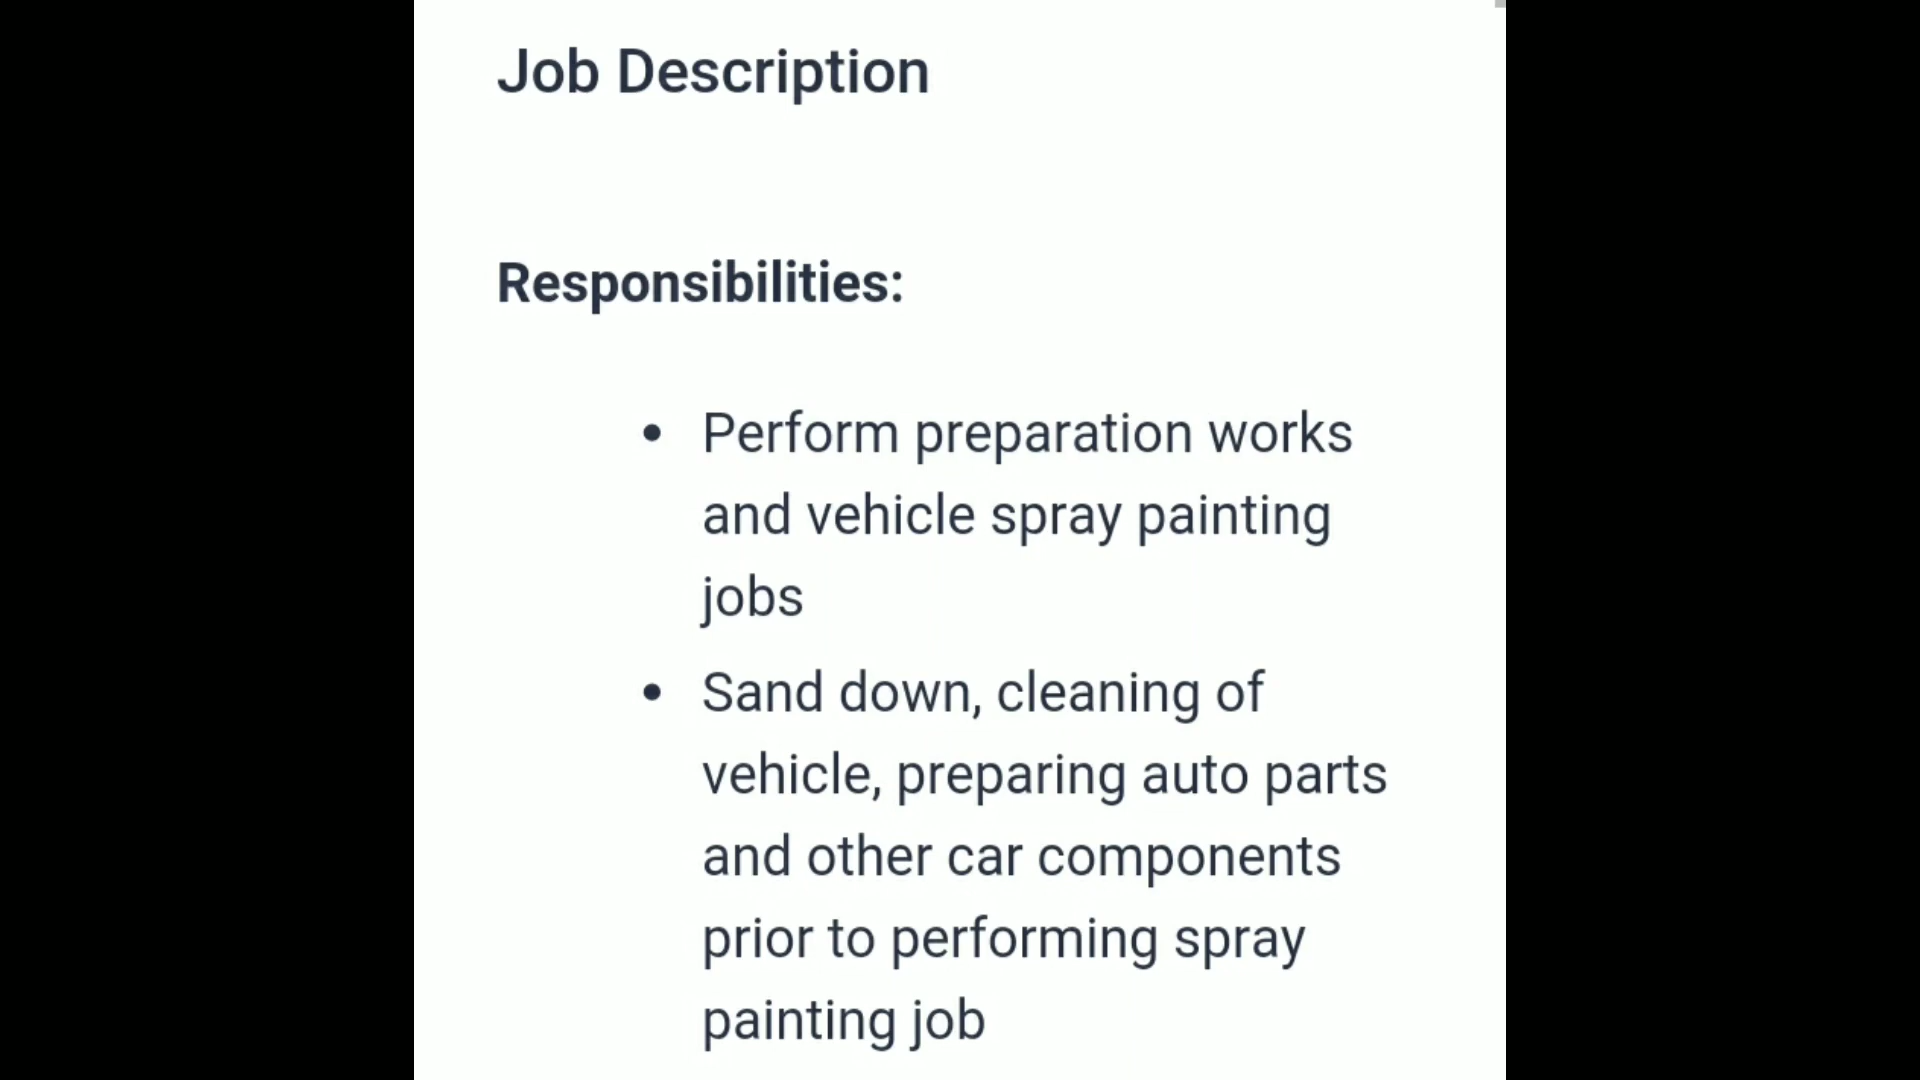 Job Description
Responsibilities:
• Perform preparation works
and vehicle spray painting
jobs
• Sand down, cleaning of
vehicle, preparing auto parts
and other car components
prior to performing spray
painting job